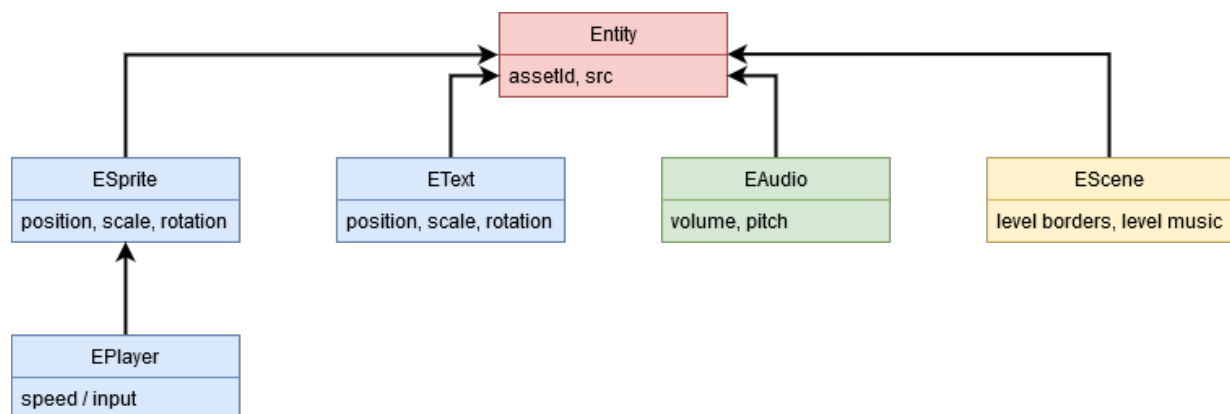 Entity
assetId, src
ESprite
position, scale, rotation
EText
position, scale, rotation
EAudio
volume, pitch
EScene
level borders, level music
EPlayer
speed / input